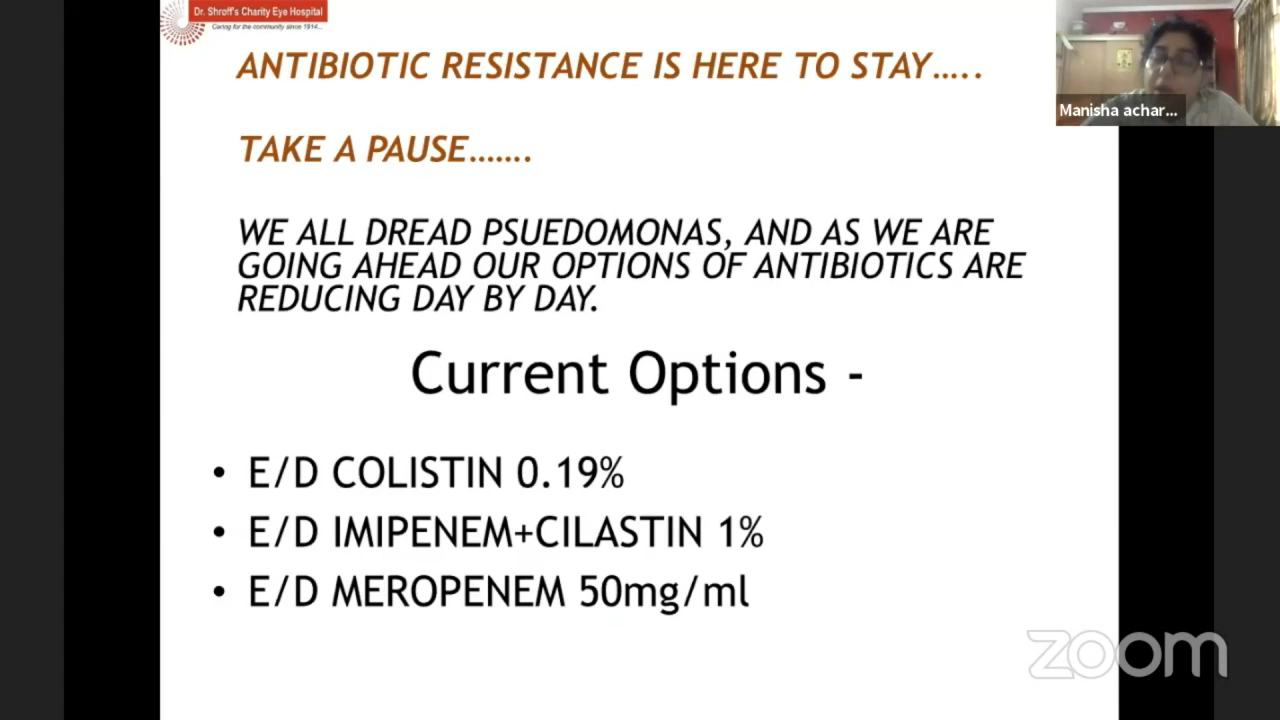 Dr. Shroff's Charity Eye Hospital
Caring for the community since 1914...
ANTIBIOTIC RESISTANCE IS HERE TO STAY.....
TAKE A PAUSE.......
WE ALL DREAD PSUEDOMONAS, AND AS WE ARE
GOING AHEAD OUR OPTIONS OF ANTIBIOTICS ARE
REDUCING DAY BY DAY.
Current Options -
• E/D COLISTIN 0.19%
• E/D IMIPENEM+CILASTIN 1%
• E/D MEROPENEM 50mg/ml
Manisha achar...
zoom